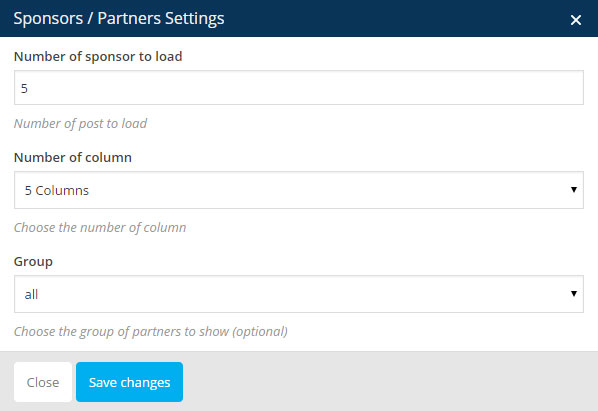 Sponsors / Partners Settings
Number of sponsor to load
5
Number of post to load
Number of column
5 Columns
Choose the number of column
Group
all
Choose the group of partners to show (optional)
Close Save changes